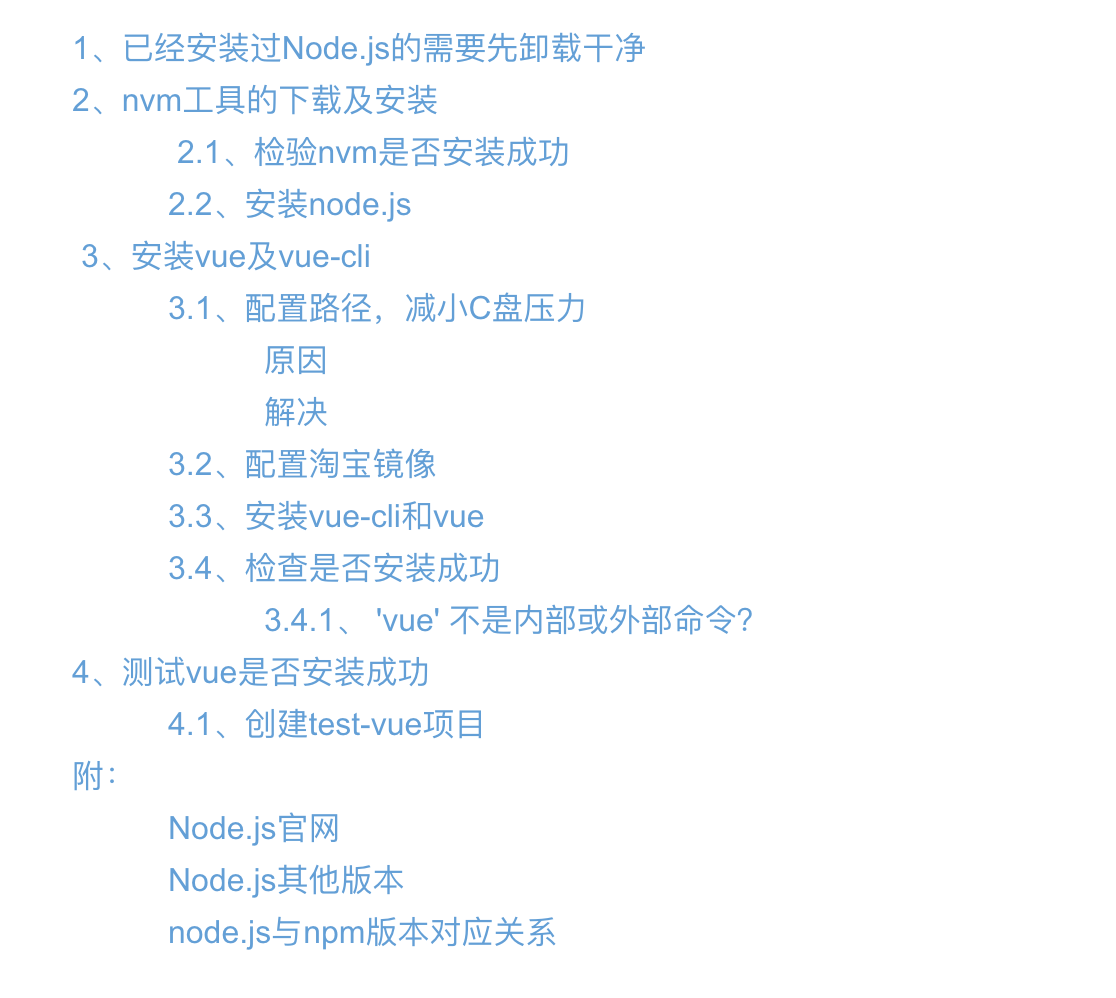 1、已经安装过Node.js的需要先卸载干净
2、nvm工具的下载及安装
2.1、检验nvm是否安装成功
2.2、安装node.js
3、安装vue及vue-cli
3.1、配置路径，减小C盘压力
原因
解决
3.2、配置淘宝镜像
3.3、安装vue-cli和vue
3.4、检查是否安装成功
3.4.1、 'vue' 不是内部或外部命令?
4、测试vue是否安装成功
4.1、创建test-vue项目
附：
Node.js官网
Node.js其他版本
node.js与npm版本对应关系